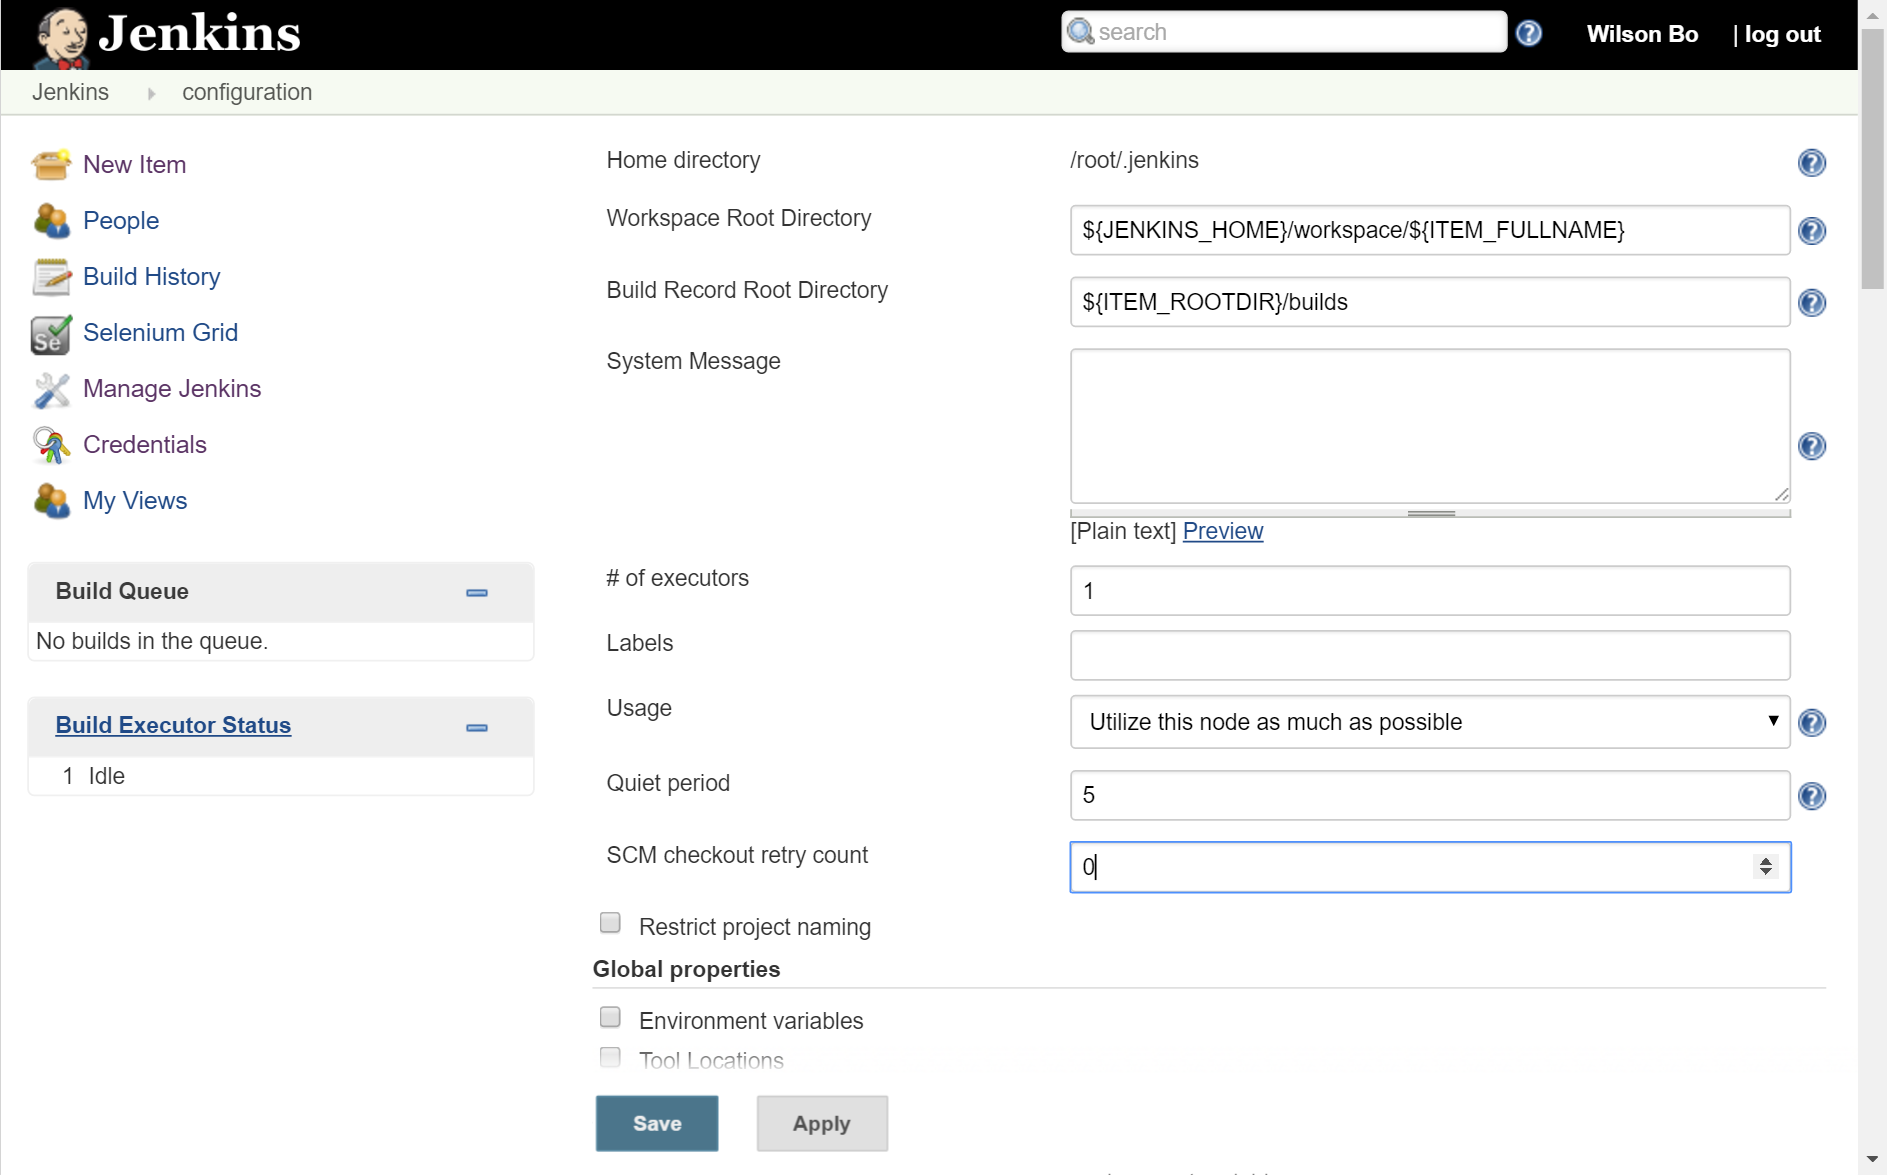 Jenkins
search
Wilson Bo | log out
Jenkins configuration
New Item
People
Build History
Selenium Grid
Manage Jenkins
Credentials
My Views
Build Queue
No builds in the queue.
Build Executor Status
1 Idle
Home directory /root/.jenkins
Workspace Root Directory ${JENKINS_HOME}/workspace/${ITEM_FULLNAME}
Build Record Root Directory ${ITEM_ROOTDIR}/builds
System Message
[Plain text] Preview
# of executors 1
Labels
Usage Utilize this node as much as possible
Quiet period 5
SCM checkout retry count 0
Restrict project naming
Global properties
Environment variables
Tool Locations
Save Apply